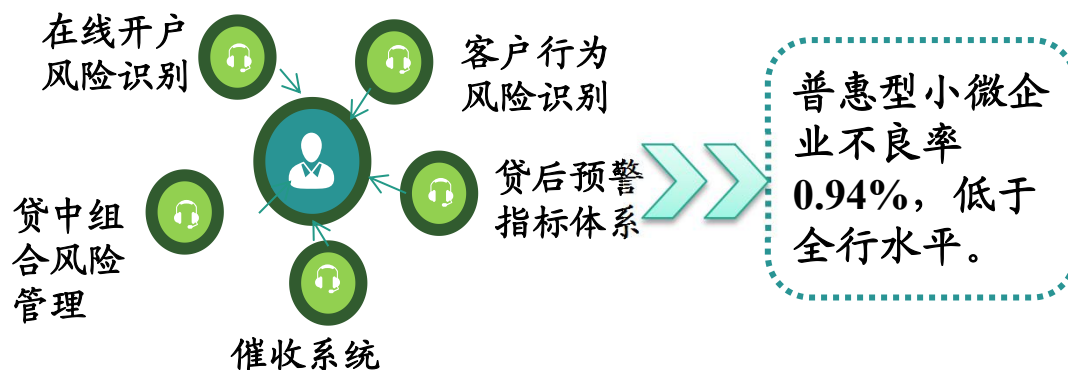 在线开户
风险识别
客户行为
风险识别
贷后预警
指标体系
贷中组
合风险
管理
催收系统
普惠型小微企
业不良率
0.94%，低于
全行水平。